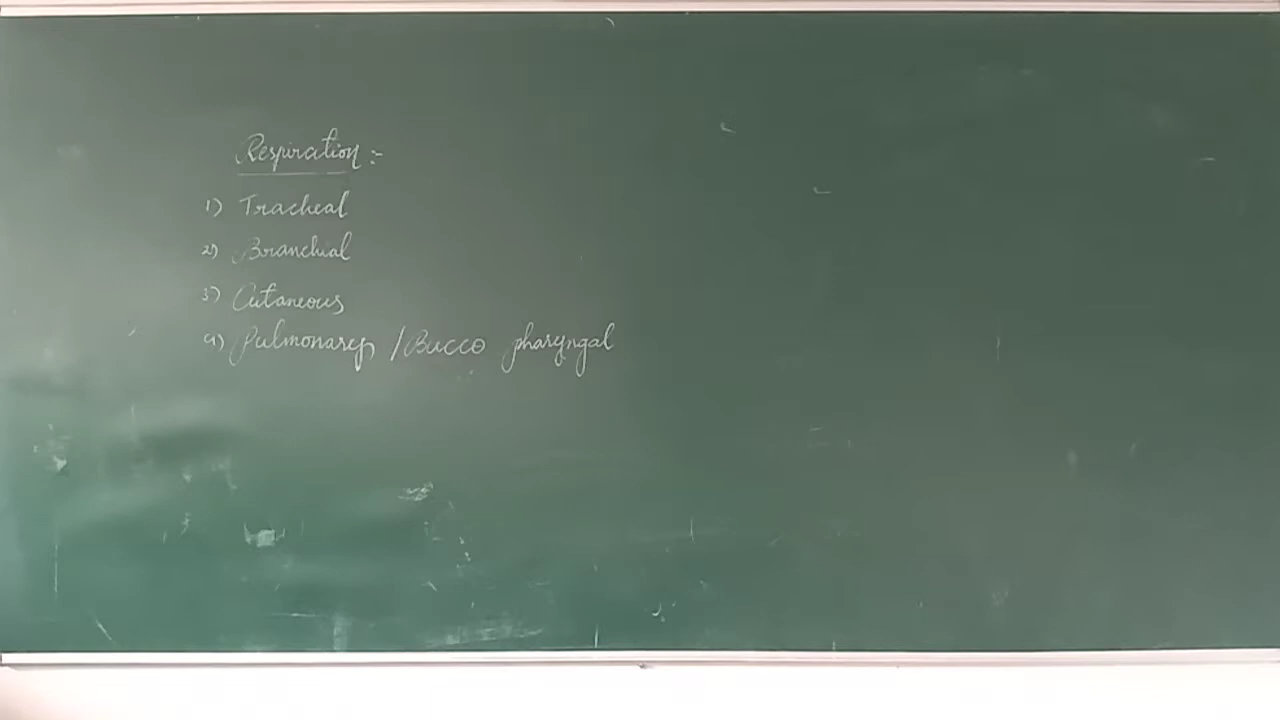 Respiration :-
1) Tracheal
2) Branchial
3) Cutaneous
4) Pulmonary / Bucco pharyngal